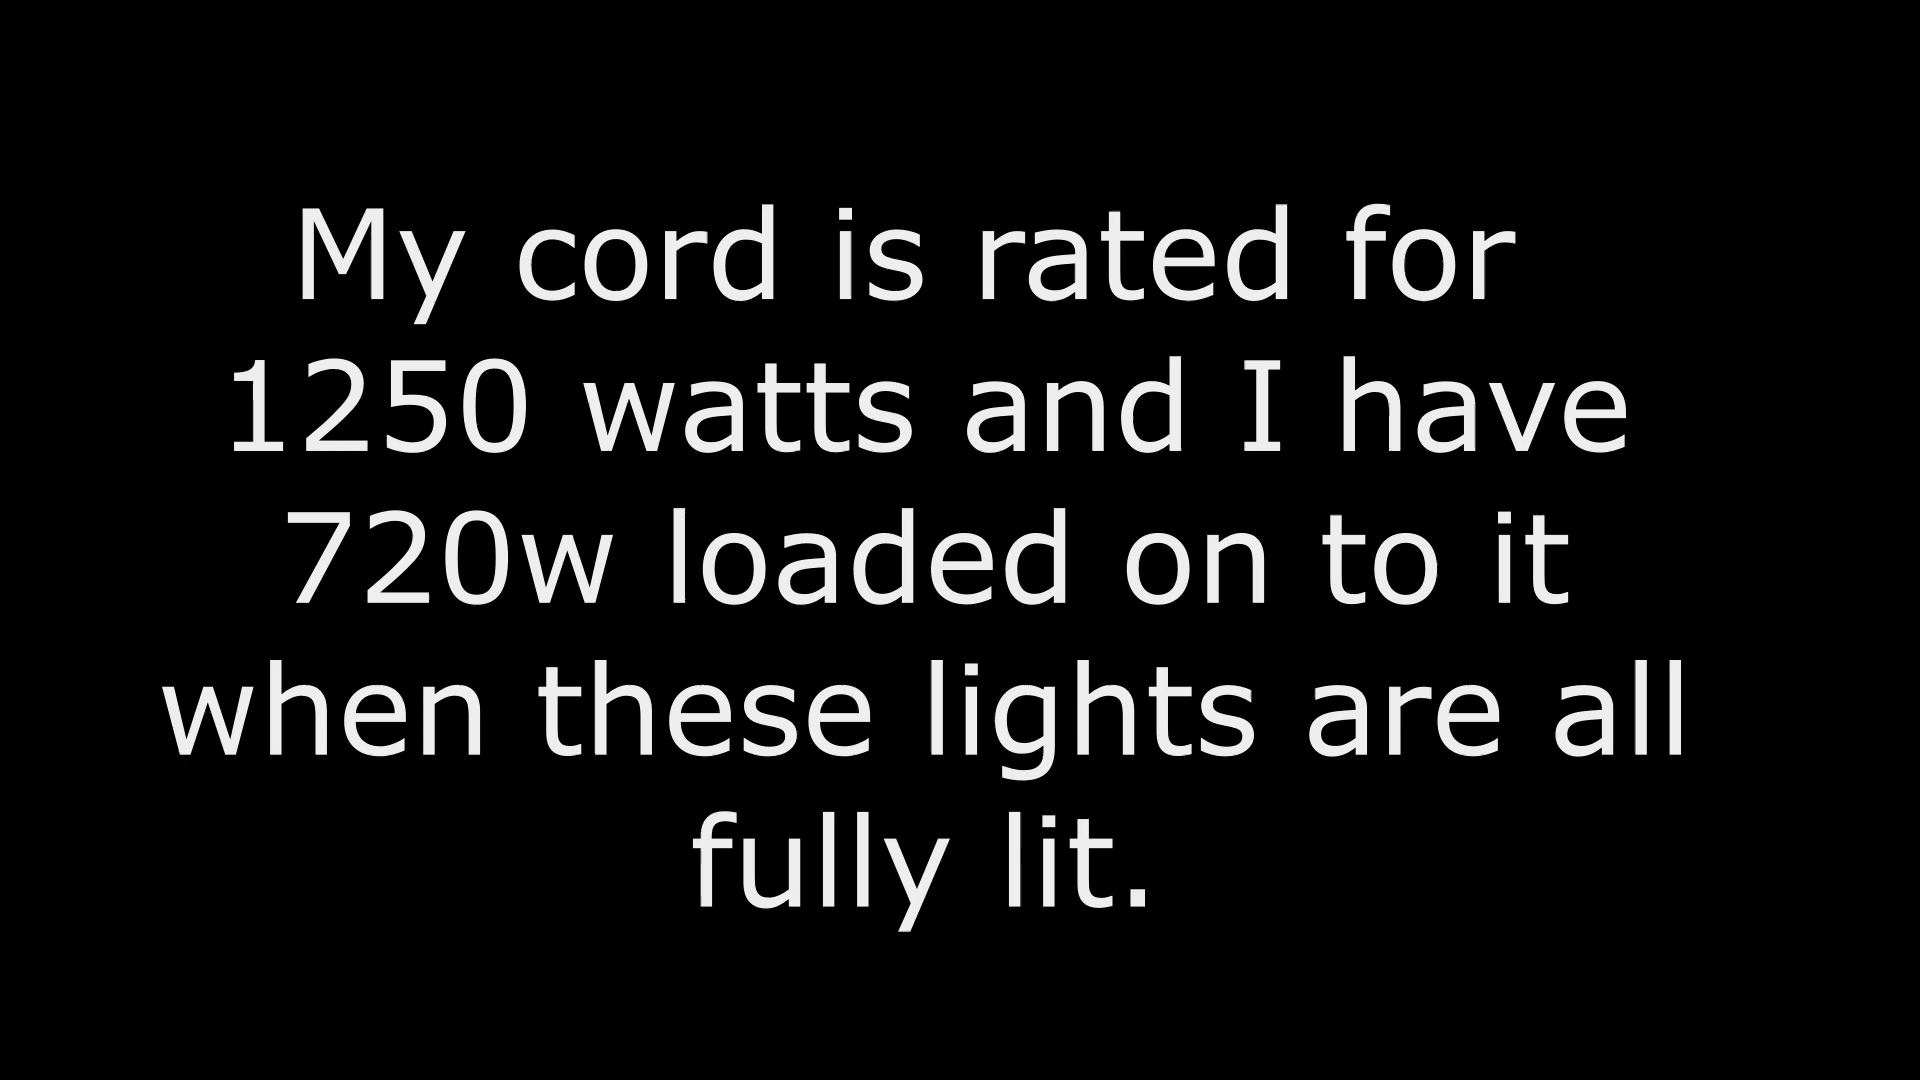 My cord is rated for
1250 watts and I have
720w loaded on to it
when these lights are all
fully lit.